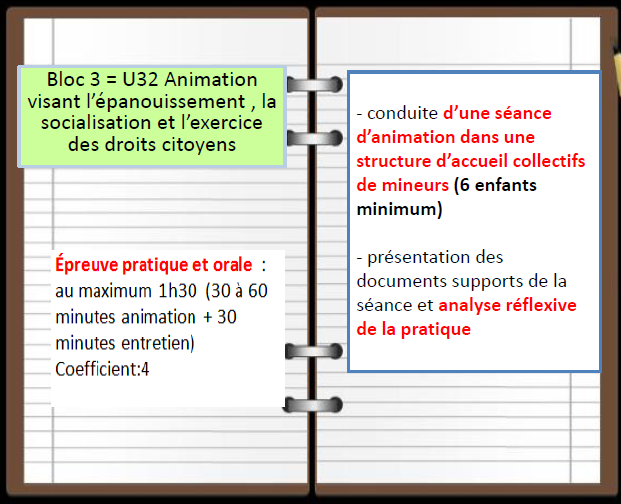 Bloc 3 = U32 Animation
visant l’épanouissement , la
socialisation et l’exercice
des droits citoyens
Épreuve pratique et orale :
au maximum 1h30 (30 à 60
minutes animation + 30
minutes entretien)
Coefficient:4
- conduite d’une séance
d’animation dans une
structure d’accueil collectifs
de mineurs (6 enfants
minimum)
- présentation des
documents supports de la
séance et analyse réflexive
de la pratique